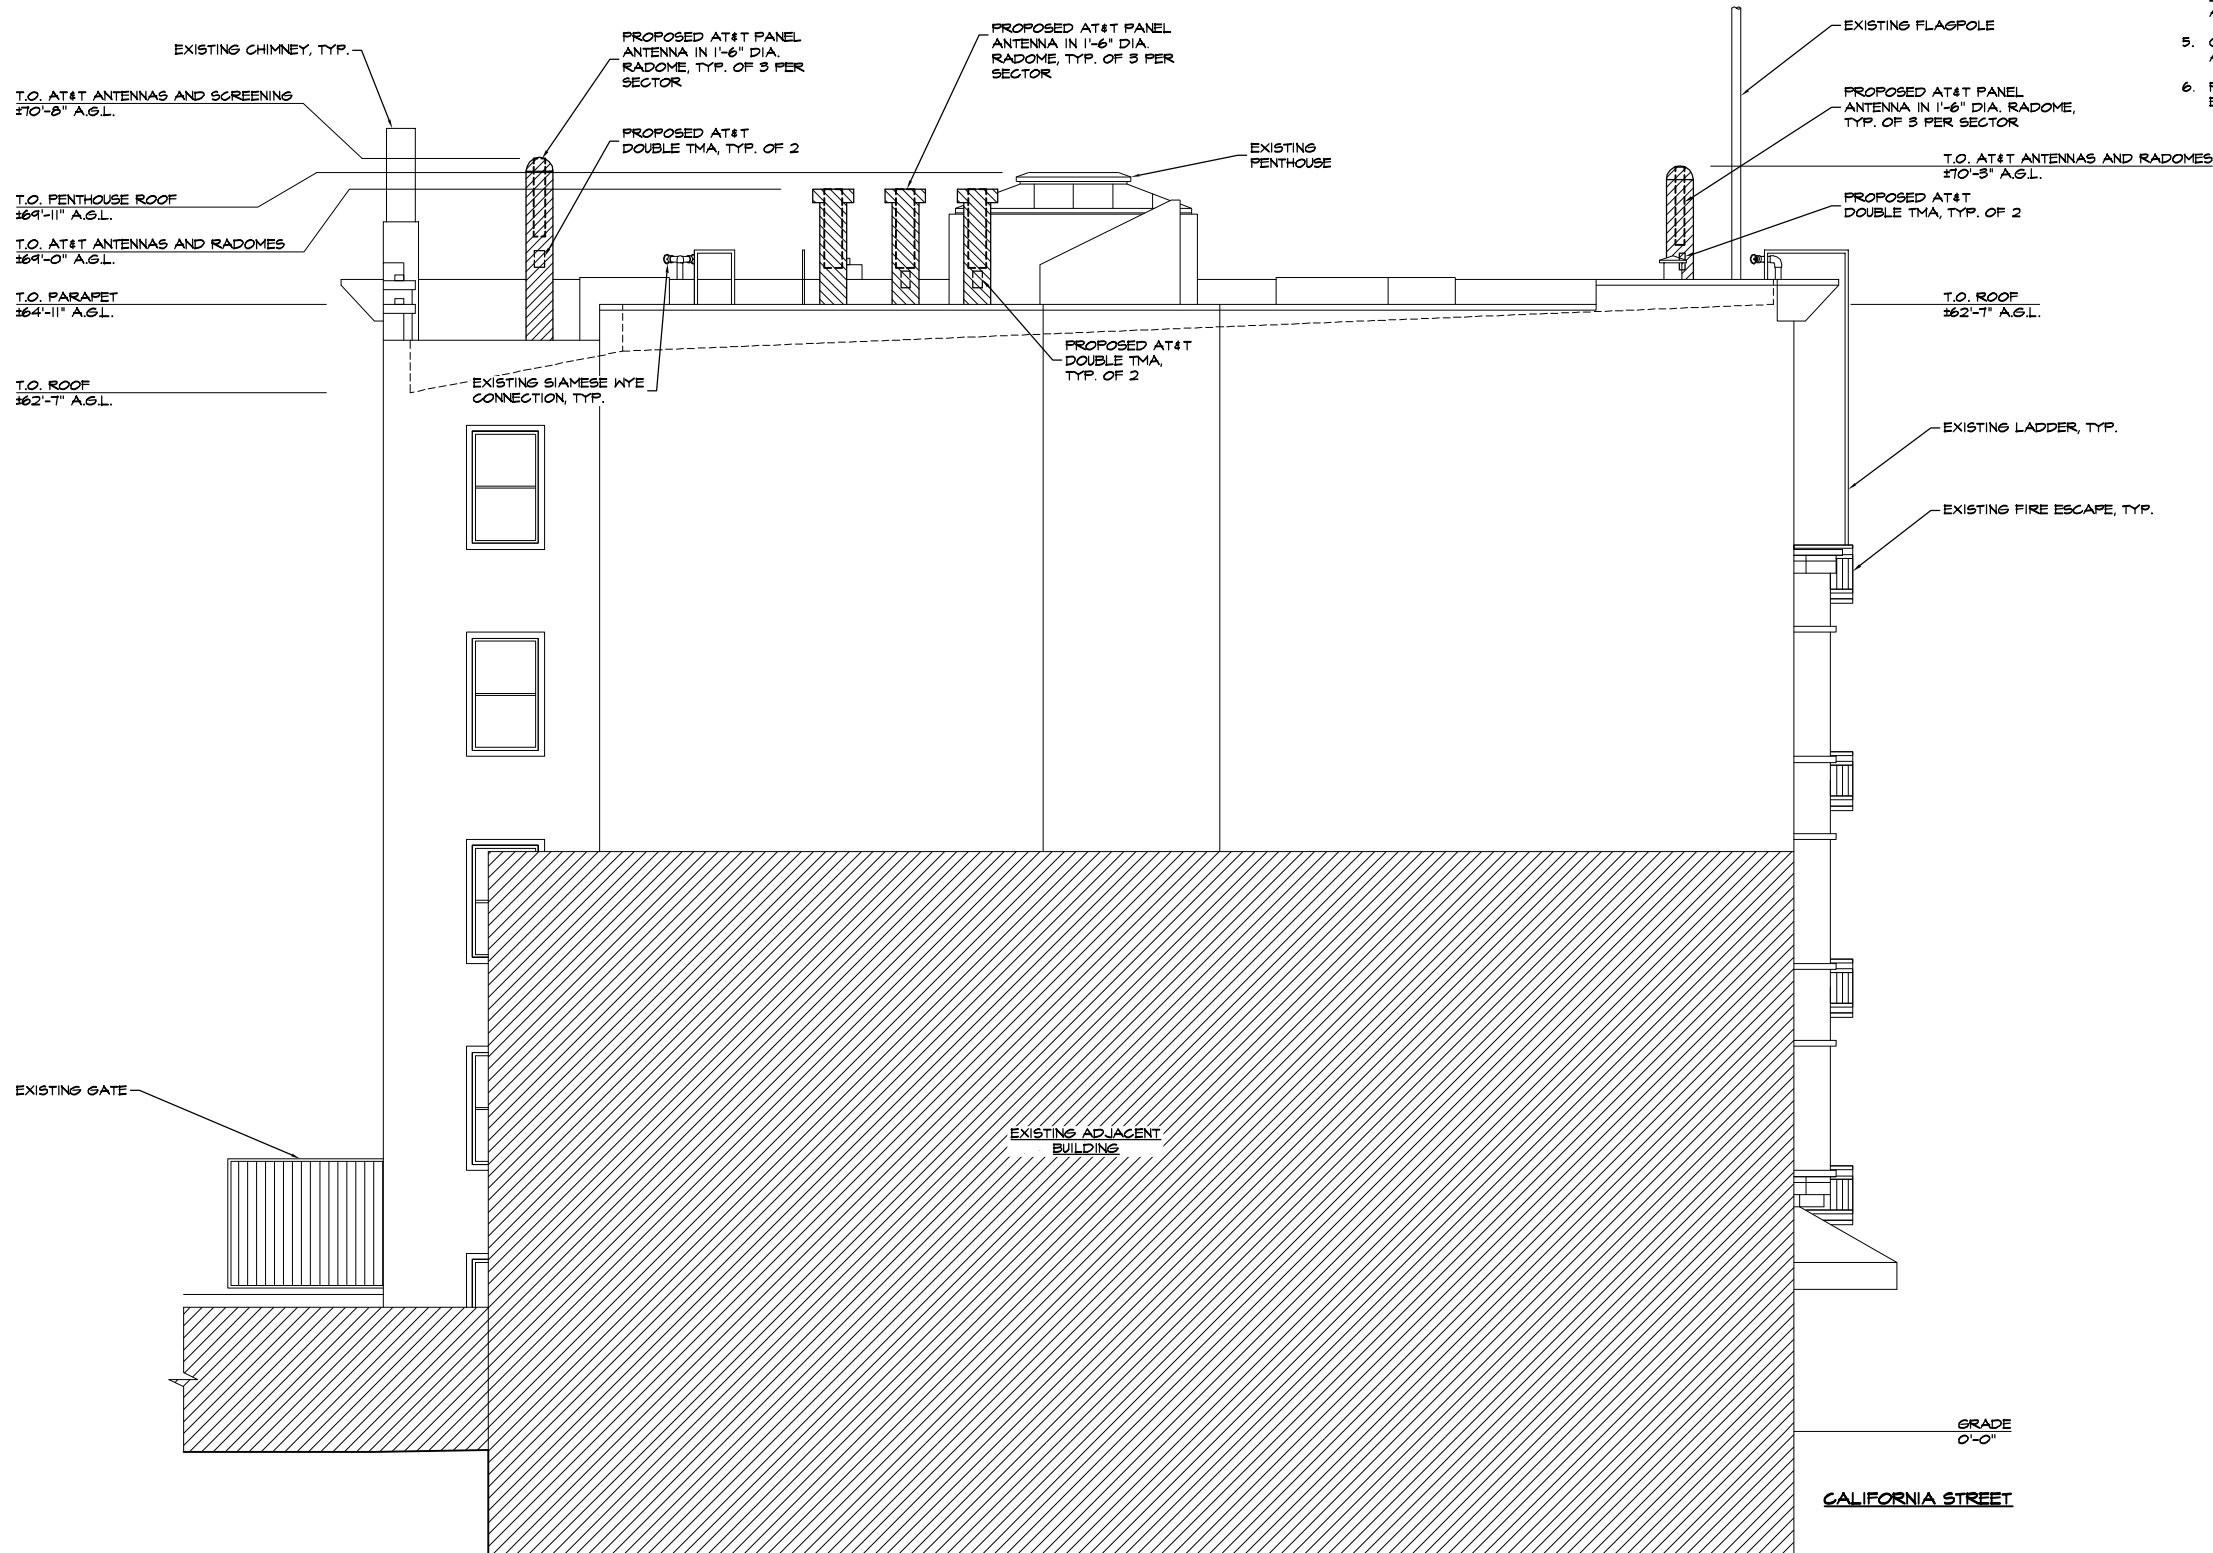 EXISTING CHIMNEY, TYP.
T.O. AT&T ANTENNAS AND SCREENING
±70'-8" A.G.L.
T.O. PENTHOUSE ROOF
±69'-11" A.G.L.
T.O. AT&T ANTENNAS AND RADOMES
±69'-0" A.G.L.
T.O. PARAPET
±64'-11" A.G.L.
T.O. ROOF
±62'-7" A.G.L.
PROPOSED AT&T PANEL
ANTENNA IN 1'-6" DIA.
RADOME, TYP. OF 3 PER
SECTOR
PROPOSED AT&T
DOUBLE TMA, TYP. OF 2
PROPOSED AT&T PANEL
ANTENNA IN 1'-6" DIA.
RADOME, TYP. OF 3 PER
SECTOR
EXISTING
PENTHOUSE
EXISTING FLAGPOLE
5.
6.
PROPOSED AT&T PANEL
ANTENNA IN 1'-6" DIA. RADOME,
TYP. OF 3 PER SECTOR
T.O. AT&T ANTENNAS AND RADOMES
±70'-3" A.G.L.
PROPOSED AT&T
DOUBLE TMA, TYP. OF 2
T.O. ROOF
±62'-7" A.G.L.
PROPOSED AT&T
DOUBLE TMA,
TYP. OF 2
EXISTING SIAMESE WYE
CONNECTION, TYP.
EXISTING LADDER, TYP.
EXISTING FIRE ESCAPE, TYP.
EXISTING GATE
EXISTING ADJACENT
BUILDING
GRADE
0'-0"
CALIFORNIA STREET